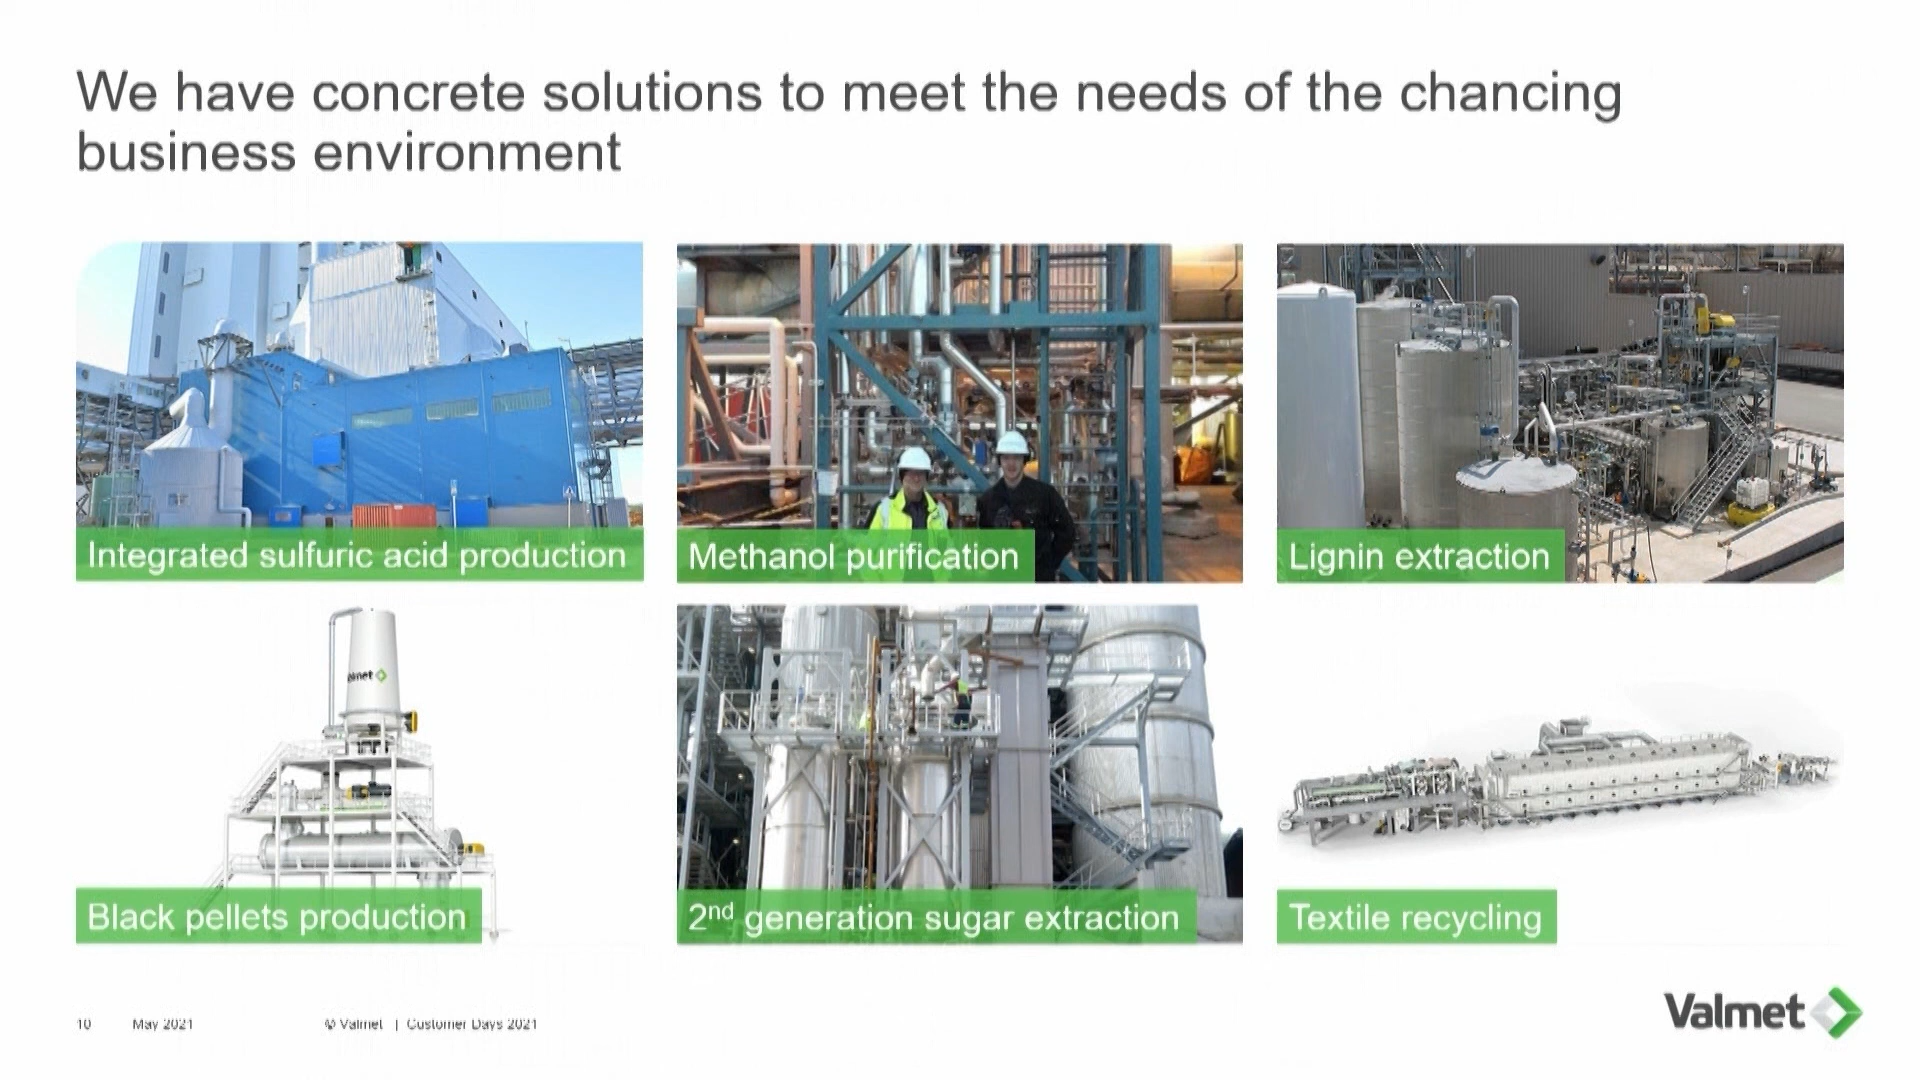 We have concrete solutions to meet the needs of the chancing
business environment
Integrated sulfuric acid production
Methanol purification
Lignin extraction
Valmet
Black pellets production
2nd generation sugar extraction
Textile recycling
10 May 2021 © Valmet | Customer Days 2021
Valmet